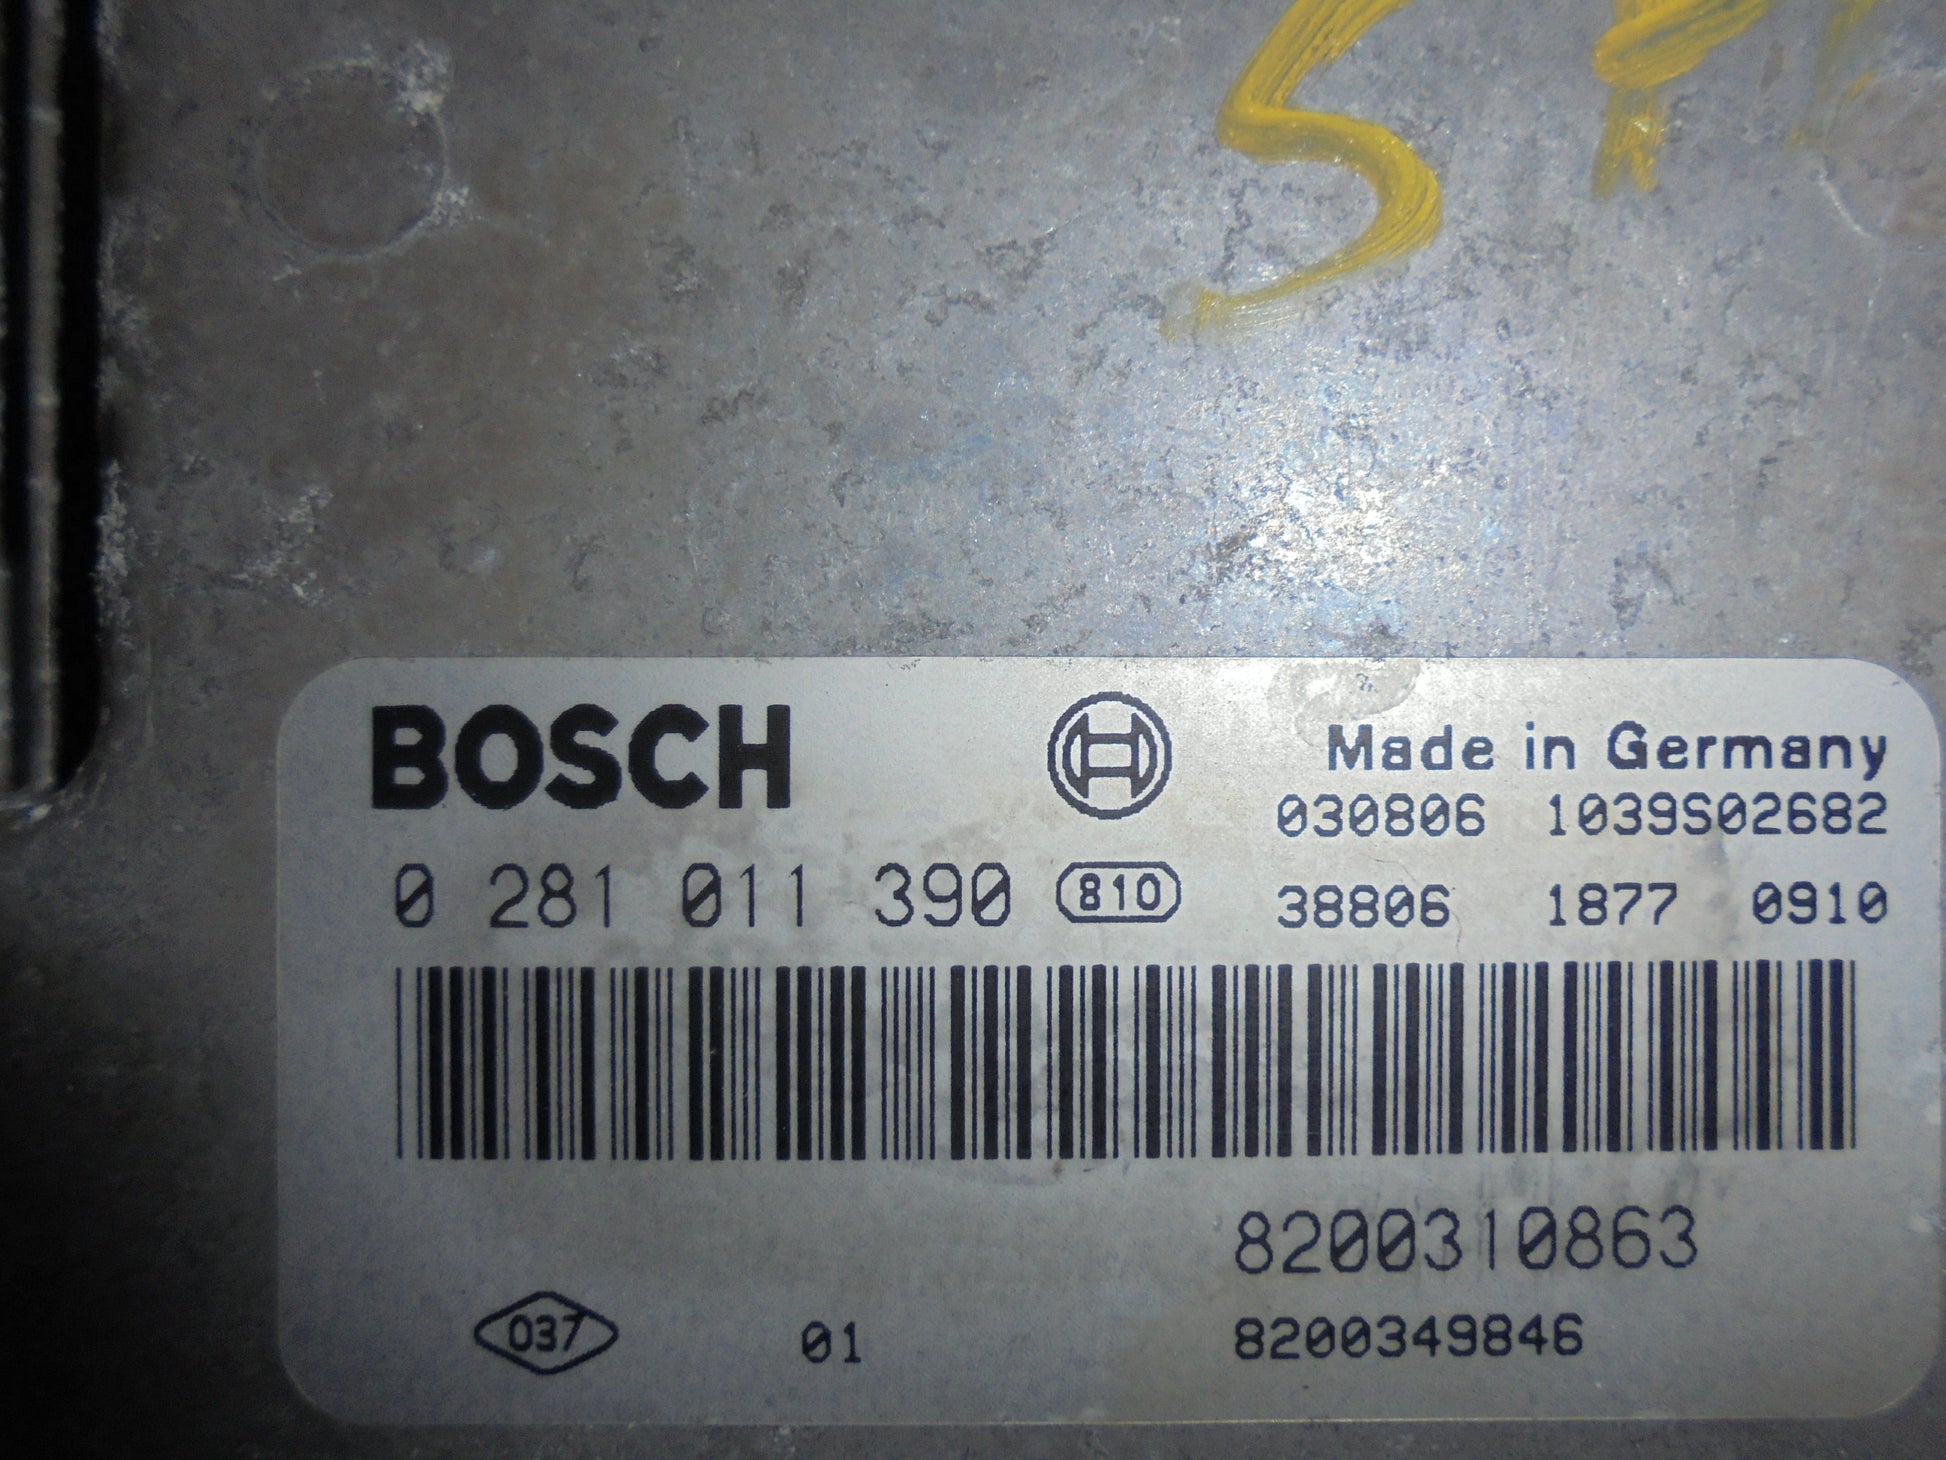 BOSCH
Made in Germany
030806 1039S02682
0 281 011 390 810 38806 1877 0910
8200310863
037 01 8200349846